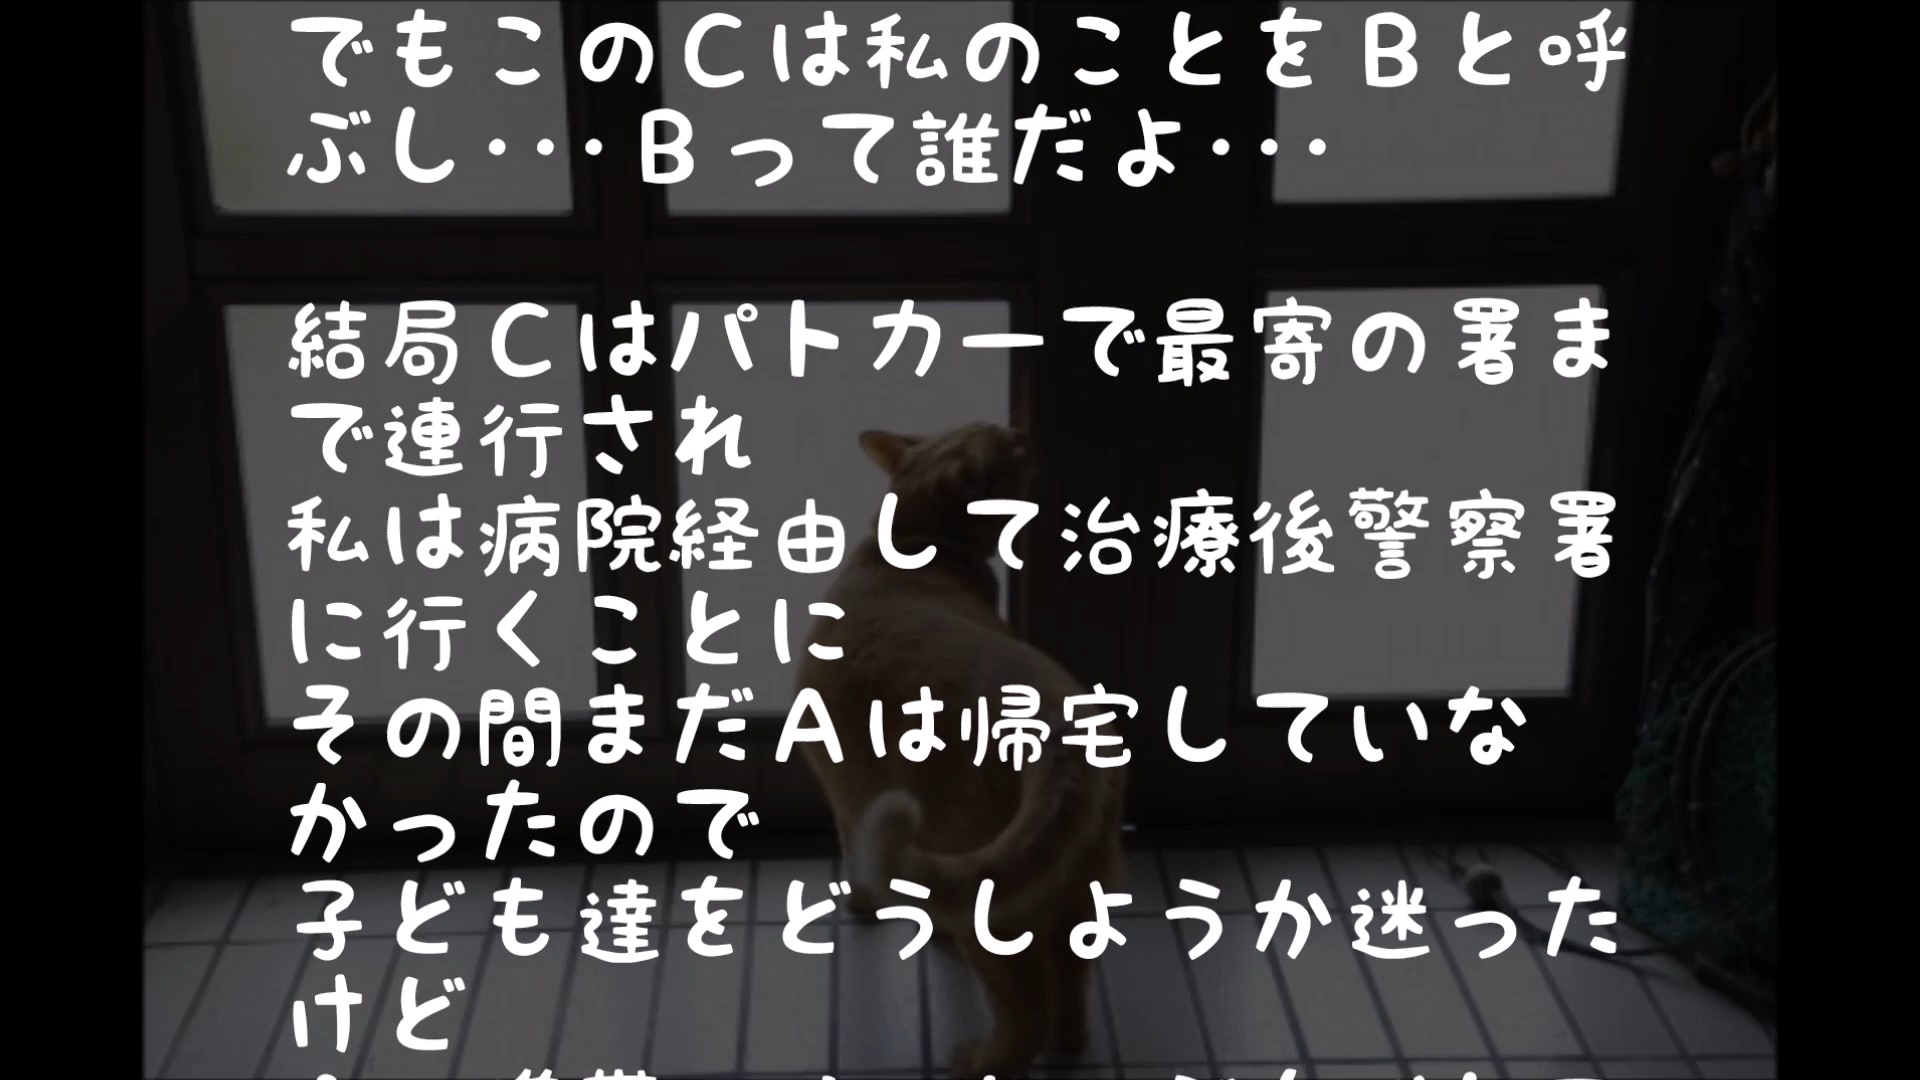 でもこのCは私のことをBと呼
ぶし･･･Bって誰だよ･･･
結局Cはパトカーで最寄の署ま
で連行され
私は病院経由して治療後警察署
に行くことに
その間まだAは帰宅していな
かったので
子ども達をどうしようか迷った
けど